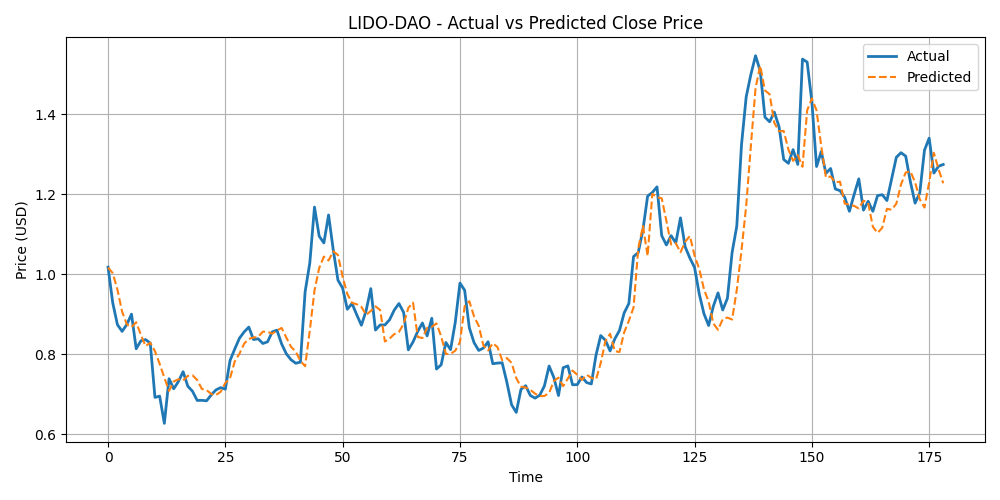 LIDO-DAO - Actual vs Predicted Close Price
Actual
Predicted
Price (USD)
1.4
1.2
1.0
0.8
0.6
0 25 50 75 100 125 150 175
Time